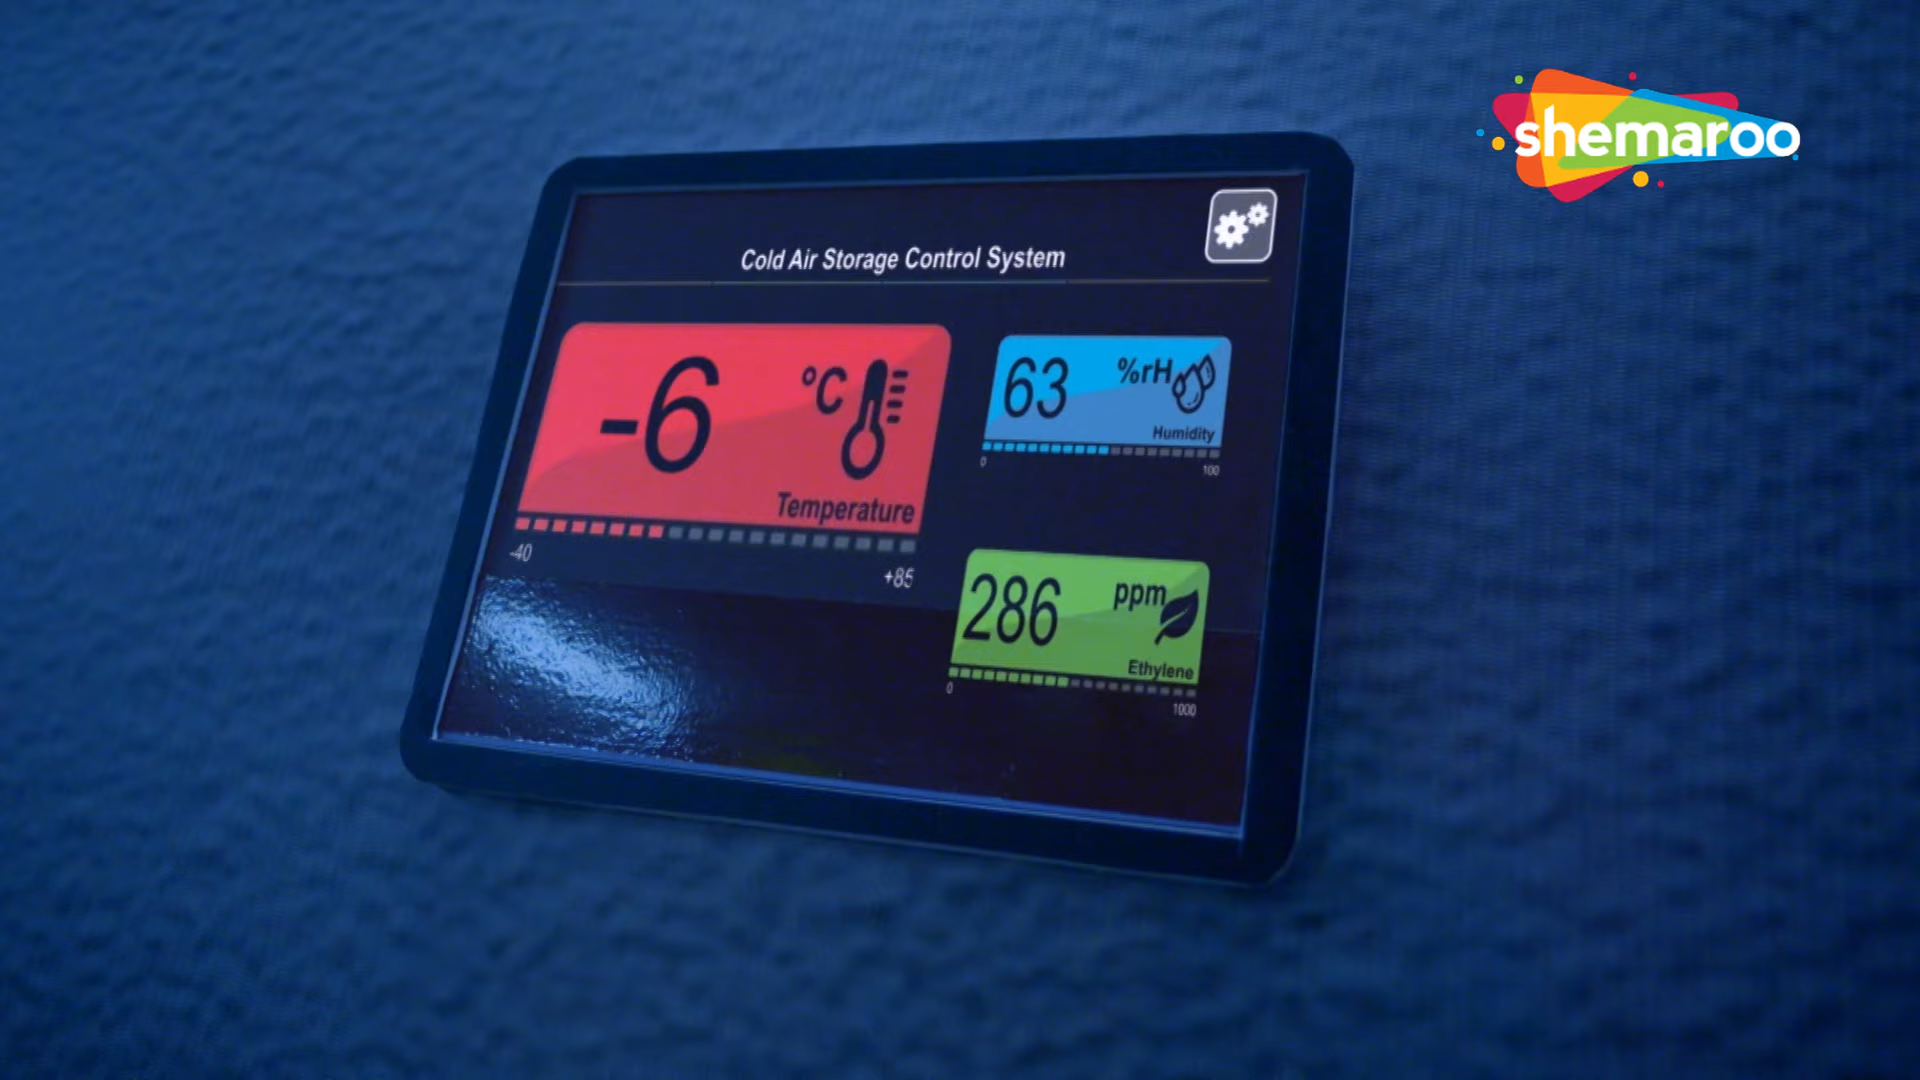 shemaroo
Cold Air Storage Control System
-6 °C
Temperature
-40 +85
63 %rH
Humidity
0 100
286 ppm
Ethylene
0 1000